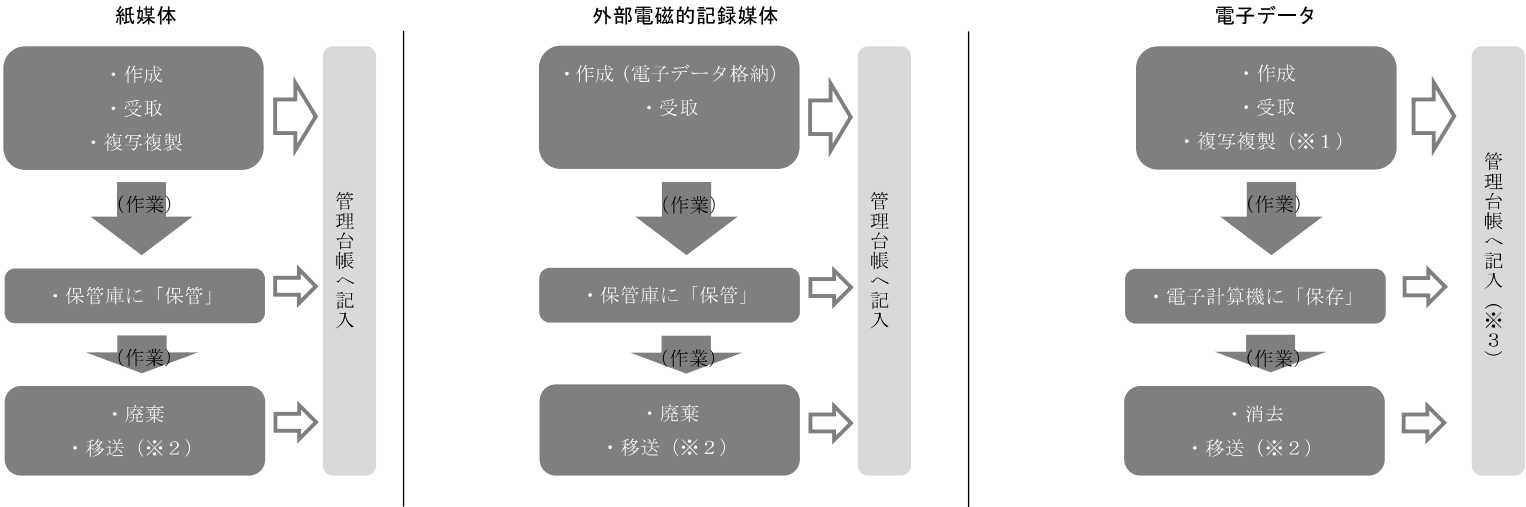 紙媒体
・作成
・受取
・複写複製
(作業)
・保管庫に「保管」
(作業)
・廃棄
・移送（※２）
管理台帳へ記入
外部電磁的記録媒体
・作成（電子データ格納）
・受取
(作業)
・保管庫に「保管」
(作業)
・廃棄
・移送（※２）
管理台帳へ記入
電子データ
・作成
・受取
・複写複製（※１）
(作業)
・電子計算機に「保存」
(作業)
・消去
・移送（※２）
管理台帳へ記入（※３）